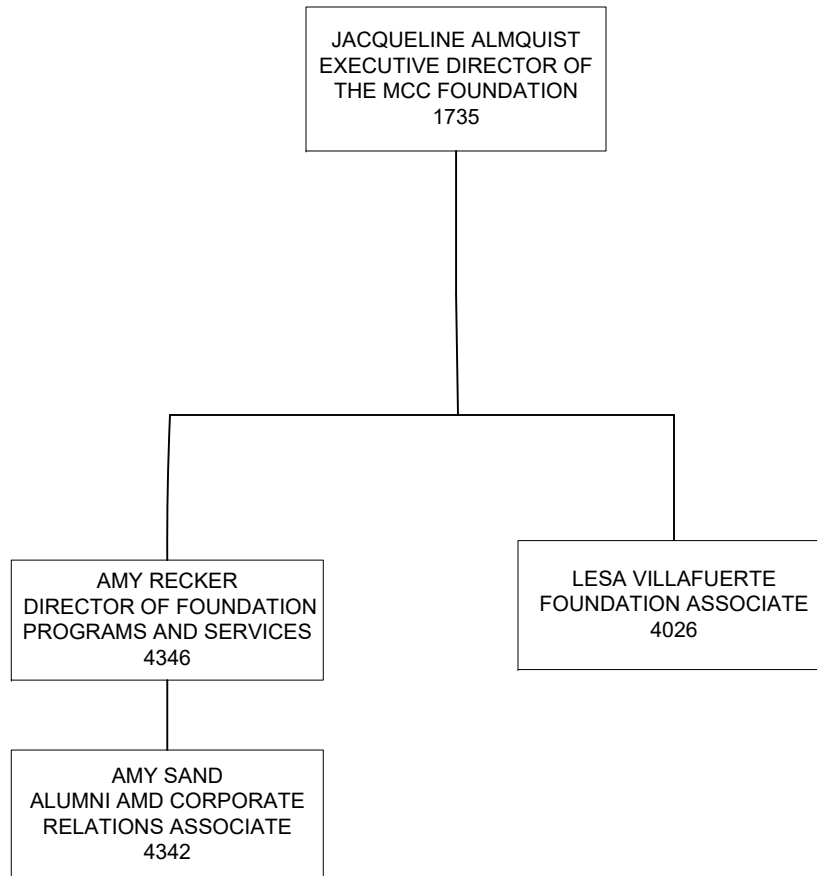 JACQUELINE ALMQUIST
EXECUTIVE DIRECTOR OF
THE MCC FOUNDATION
1735
AMY RECKER
DIRECTOR OF FOUNDATION
PROGRAMS AND SERVICES
4346
LESA VILLAFUERTE
FOUNDATION ASSOCIATE
4026
AMY SAND
ALUMNI AMD CORPORATE
RELATIONS ASSOCIATE
4342